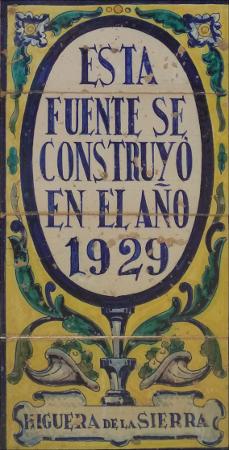 ESTA
FUENTE SE
CONSTRUYÓ
EN EL AÑO
1929
HIGUERA DE LA SIERRA